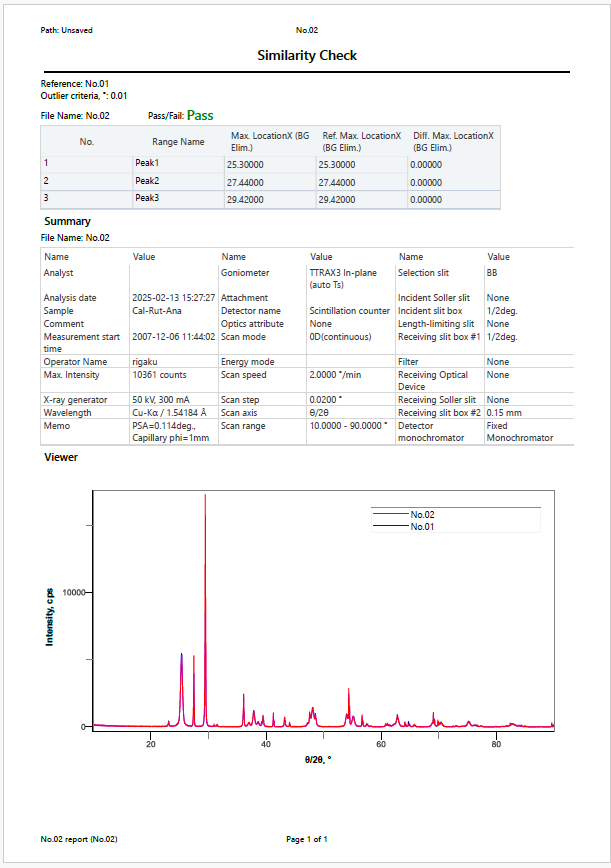 Path: Unsaved No.02
Similarity Check
Reference: No.01
Outlier criteria, °: 0.01
File Name: No.02 Pass/Fail: Pass
No. Range Name Max. LocationX (BG Elim.) Ref. Max. LocationX (BG Elim.) Diff. Max. LocationX (BG Elim.)
1 Peak1 25.30000 25.30000 0.00000
2 Peak2 27.44000 27.44000 0.00000
3 Peak3 29.42000 29.42000 0.00000
Summary
File Name: No.02
Name Value Name Value Name Value
Analyst Goniometer TTRAX3 In-plane (auto Ts) Selection slit BB
Analysis date 2025-02-13 15:27:27 Attachment Incident Soller slit None
Sample Cal-Rut-Ana Detector name Scintillation counter Incident slit box 1/2deg.
Comment Optics attribute None Length-limiting slit None
Measurement start time 2007-12-06 11:44:02 Scan mode 0D(continuous) Receiving slit box #1 1/2deg.
Operator Name rigaku Energy mode Filter None
Max. Intensity 10361 counts Scan speed 2.0000 °/min Receiving Optical Device None
X-ray generator 50 kV, 300 mA Scan step 0.0200 ° Receiving Soller slit None
Wavelength Cu-Kα / 1.54184 Å Scan axis θ/2θ Receiving slit box #2 0.15 mm
Memo PSA=0.114deg., Capillary phi=1mm Scan range 10.0000 - 90.0000 ° Detector monochromator Fixed Monochromator
Viewer
No.02
No.01
Intensity, cps
10000
0
20 40 60 80
θ/2θ, °
No.02 report (No.02) Page 1 of 1